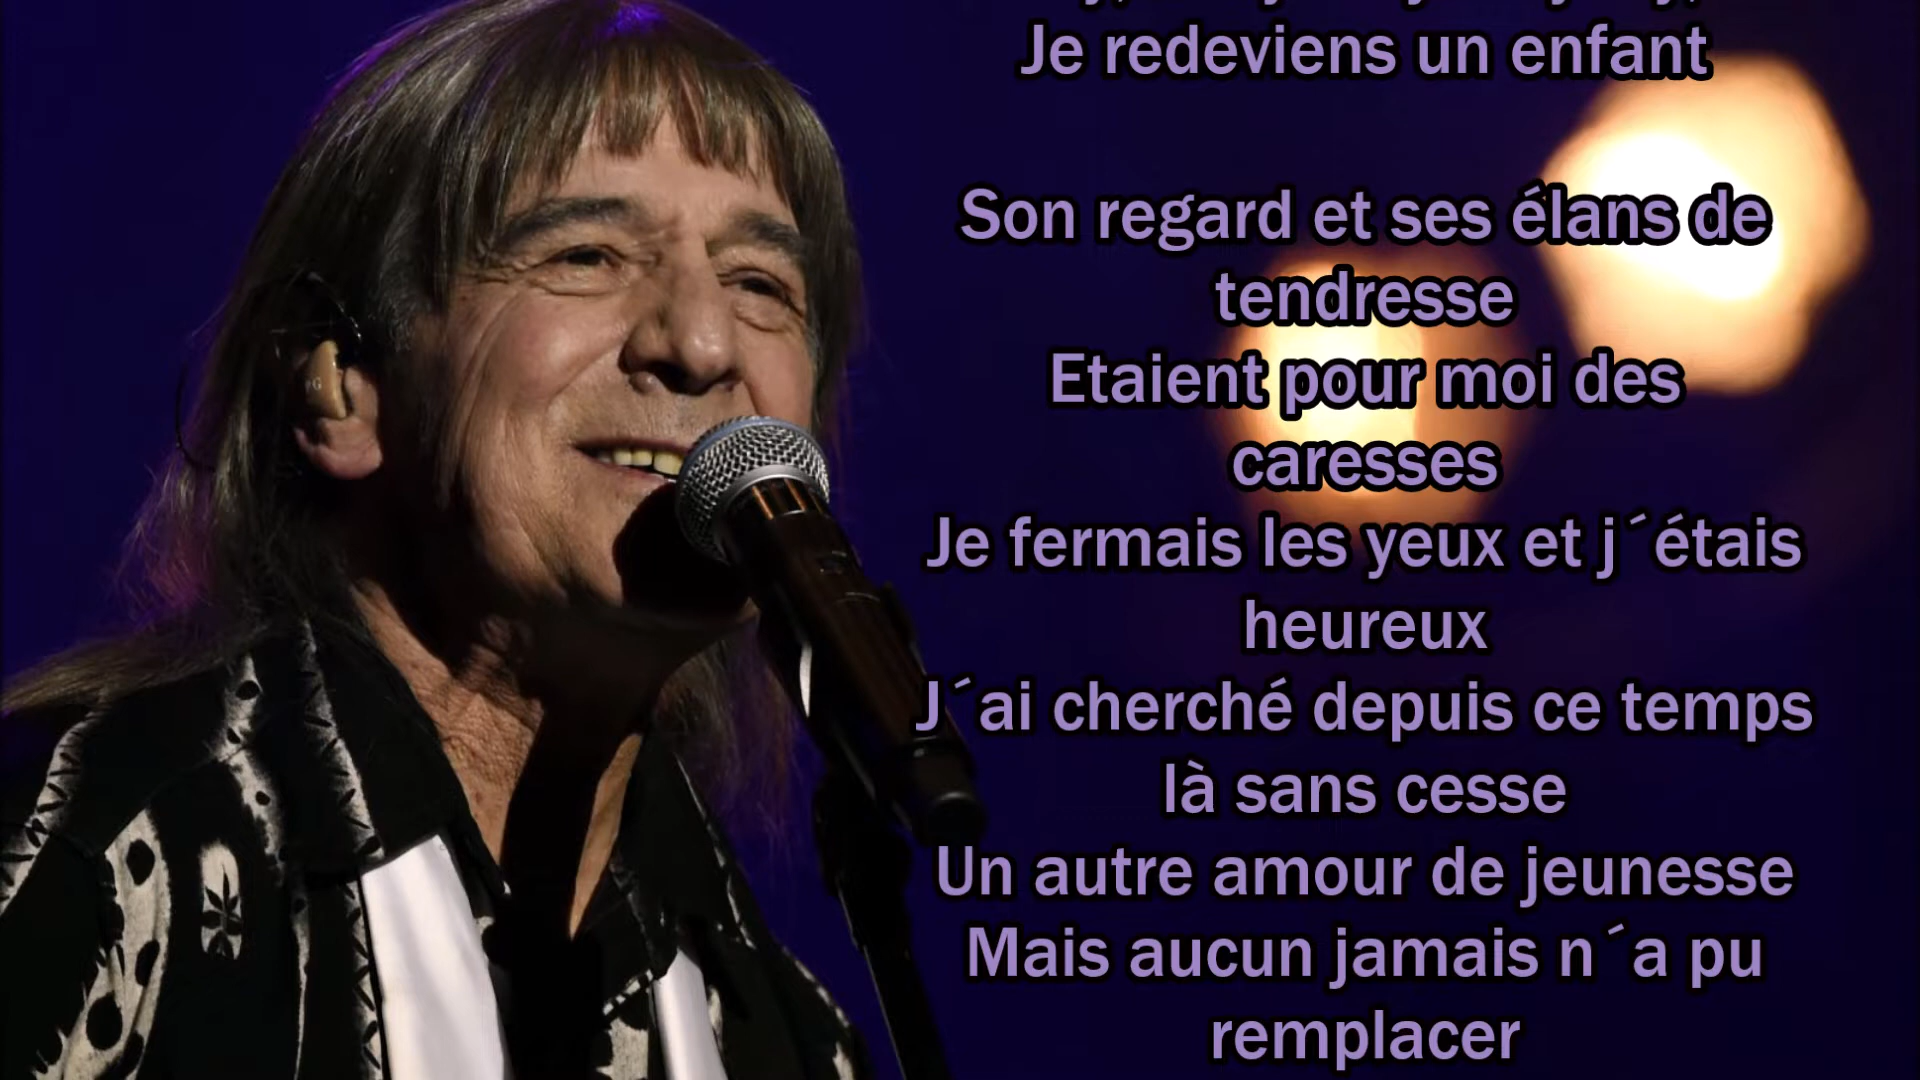 Je redeviens un enfant
Son regard et ses élans de
tendresse
Etaient pour moi des
caresses
Je fermais les yeux et j´étais
heureux
J´ai cherché depuis ce temps
là sans cesse
Un autre amour de jeunesse
Mais aucun jamais n´a pu
remplacer